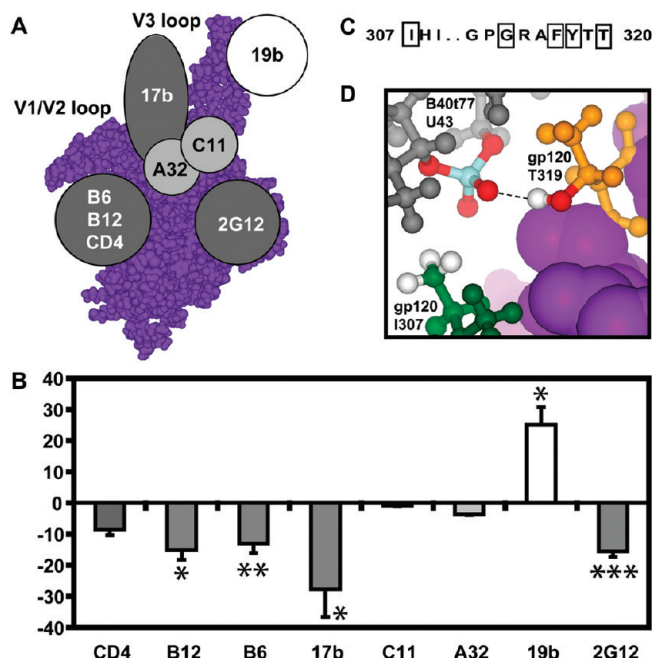 A
V3 loop
19b
17b
V1/V2 loop
C11
A32
B6
B12
CD4
2G12
C
307 IHI..GPGRAFYTT 320
D
B40t77
U43
gp120
T319
gp120
I307
B
40
30
20
10
0
-10
-20
-30
-40
*
**
*
*
***
CD4 B12 B6 17b C11 A32 19b 2G12